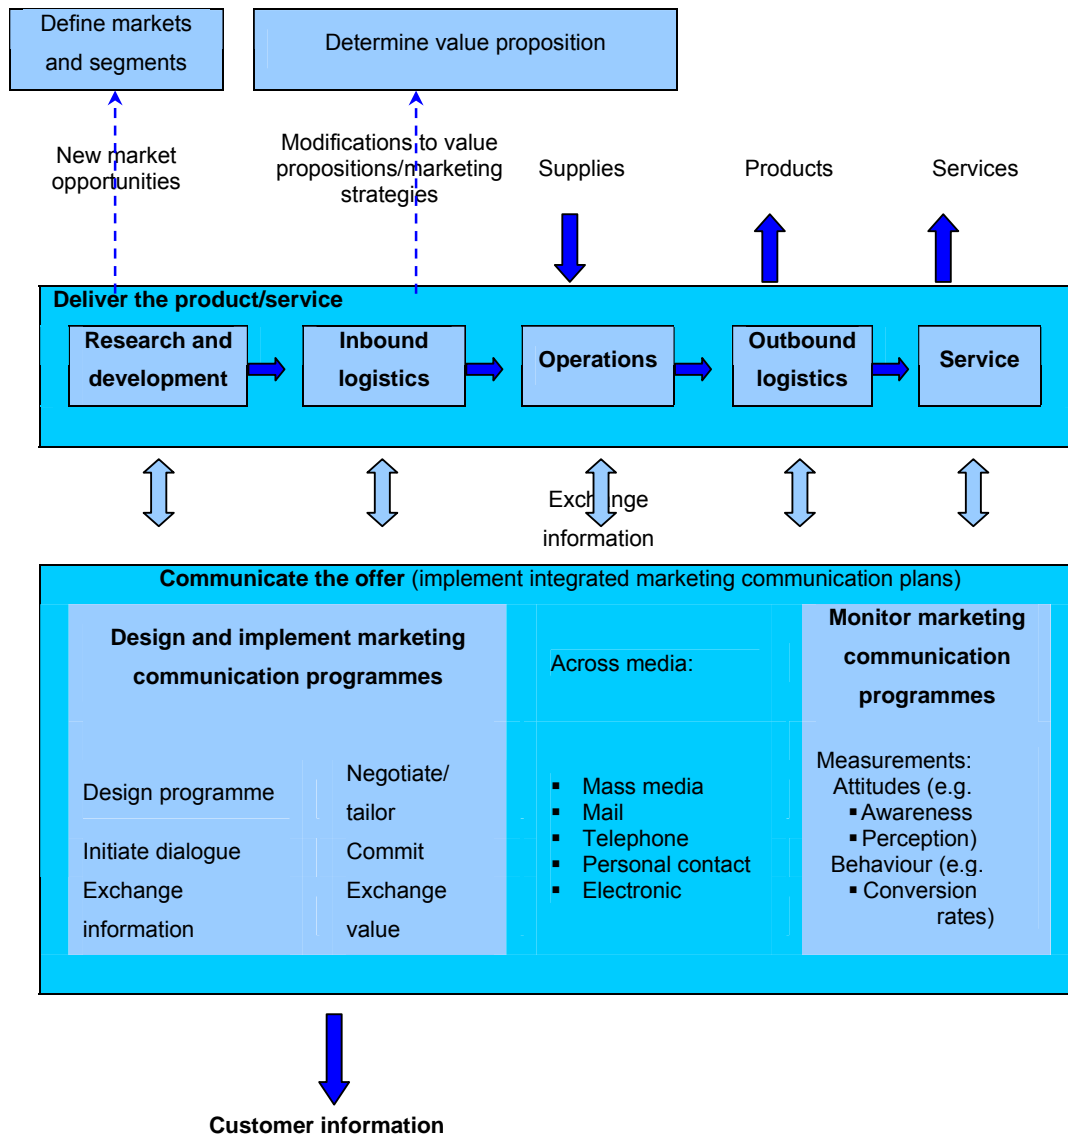 Define markets
and segments
Determine value proposition
New market
opportunities
Modifications to value
propositions/marketing
strategies
Supplies
Products
Services
Deliver the product/service
Research and
development
Inbound
logistics
Operations
Outbound
logistics
Service
Exchange
information
Communicate the offer (implement integrated marketing communication plans)
Design and implement marketing
communication programmes
Design programme
Initiate dialogue
Exchange
information
Negotiate/
tailor
Commit
Exchange
value
Across media:
▪ Mass media
▪ Mail
▪ Telephone
▪ Personal contact
▪ Electronic
Monitor marketing
communication
programmes
Measurements:
Attitudes (e.g.
▪ Awareness
▪ Perception)
Behaviour (e.g.
▪ Conversion
rates)
Customer information